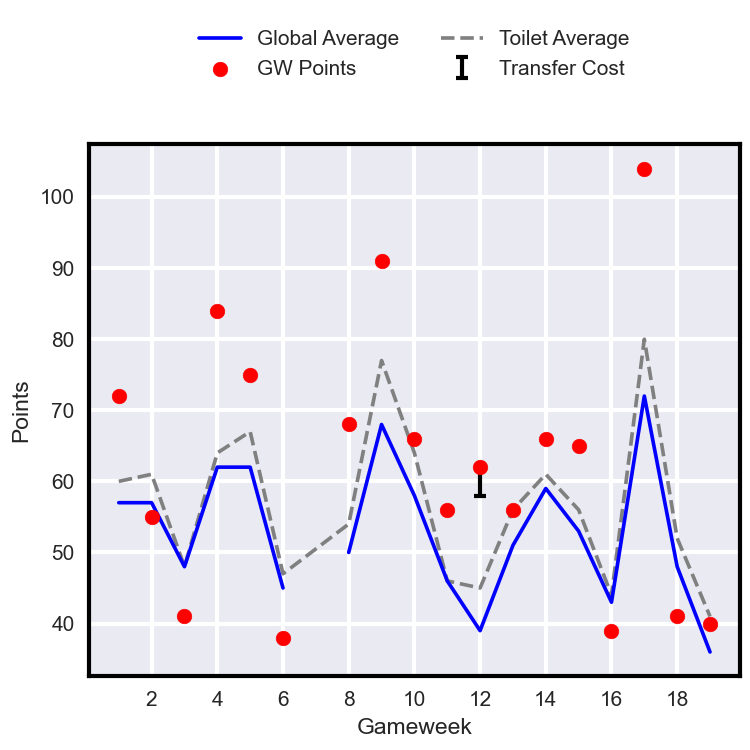 Global Average
Toilet Average
GW Points
Transfer Cost
Points
100
90
80
70
60
50
40
2 4 6 8 10 12 14 16 18
Gameweek